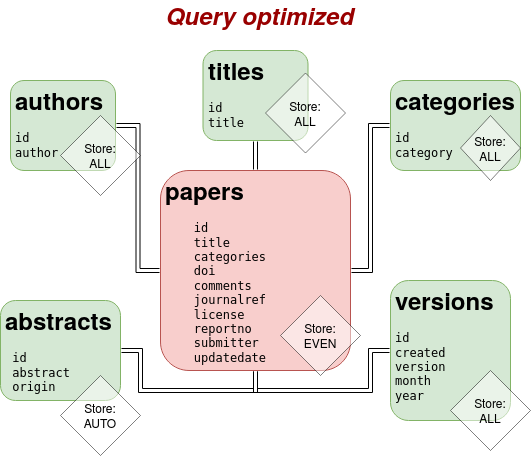 Query optimized
titles
id
title
Store:
ALL
authors
id
author
Store:
ALL
categories
id
category
Store:
ALL
papers
id
title
categories
doi
comments
journalref
license
reportno
submitter
updatedate
Store:
EVEN
abstracts
id
abstract
origin
Store:
AUTO
versions
id
created
version
month
year
Store:
ALL